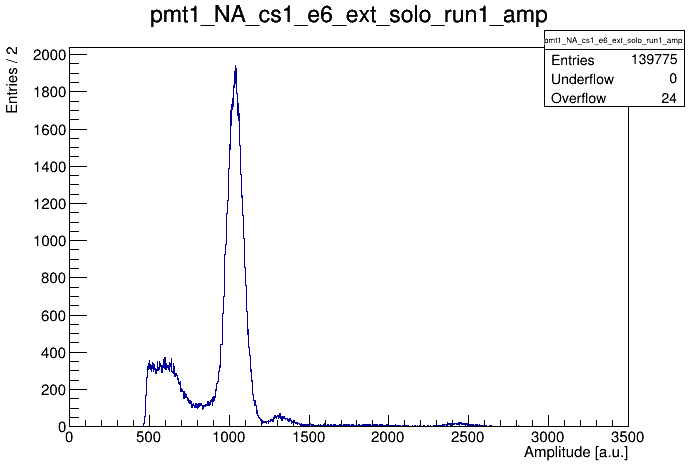 pmt1_NA_cs1_e6_ext_solo_run1_amp
pmt1_NA_cs1_e6_ext_solo_run1_amp
Entries 139775
Underflow 0
Overflow 24
Entries / 2
2000
1800
1600
1400
1200
1000
800
600
400
200
0
0 500 1000 1500 2000 2500 3000 3500
Amplitude [a.u.]